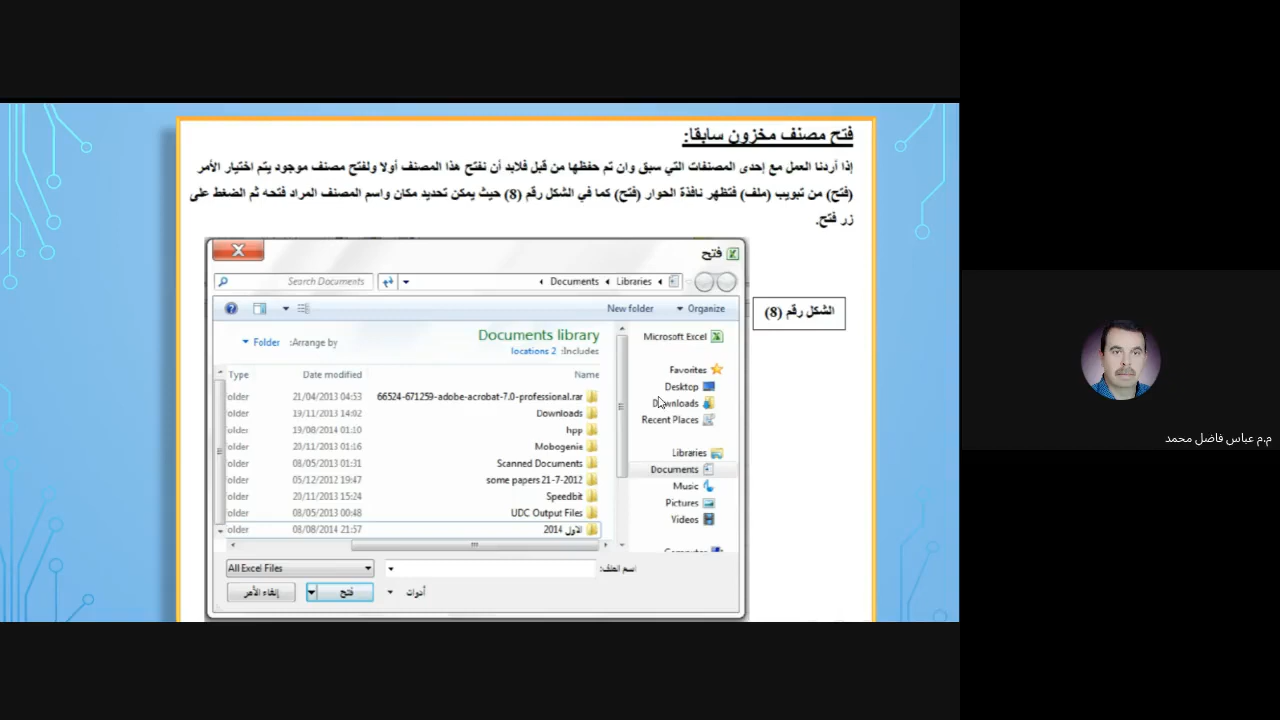 فتح مصنف مخزون سابقا:
إذا أردنا العمل مع إحدى المصنفات التي سبق وان تم حفظها من قبل فلابد أن نفتح هذا المصنف أولا ولفتح مصنف موجود يتم اختيار الأمر
(فتح) من تبويب (ملف) فتظهر نافذة الحوار (فتح) كما في الشكل رقم (8) حيث يمكن تحديد مكان واسم المصنف المراد فتحه ثم الضغط على
زر فتح.
فتح
Search Documents
Documents
Libraries
New folder
Organize
الشكل رقم (8)
Documents library
Includes: 2 locations
Arrange by: Folder
Microsoft Excel
Favorites
Desktop
Downloads
Recent Places
Libraries
Documents
Music
Pictures
Videos
Name Date modified Type
66524-671259-adobe-acrobat-7.0-professional.rar 21/04/2013 04:53 older
Downloads 19/11/2013 14:02 older
hpp 19/08/2014 01:10 older
Mobogenie 20/11/2013 01:16 older
Scanned Documents 08/05/2013 01:31 older
some papers 21-7-2012 05/12/2012 19:47 older
Speedbit 20/11/2013 15:24 older
UDC Output Files 08/05/2013 00:48 older
الأول 2014 08/08/2014 21:57 older
اسم الملف:
All Excel Files
أدوات
فتح
إلغاء الأمر
م.م عباس فاضل محمد